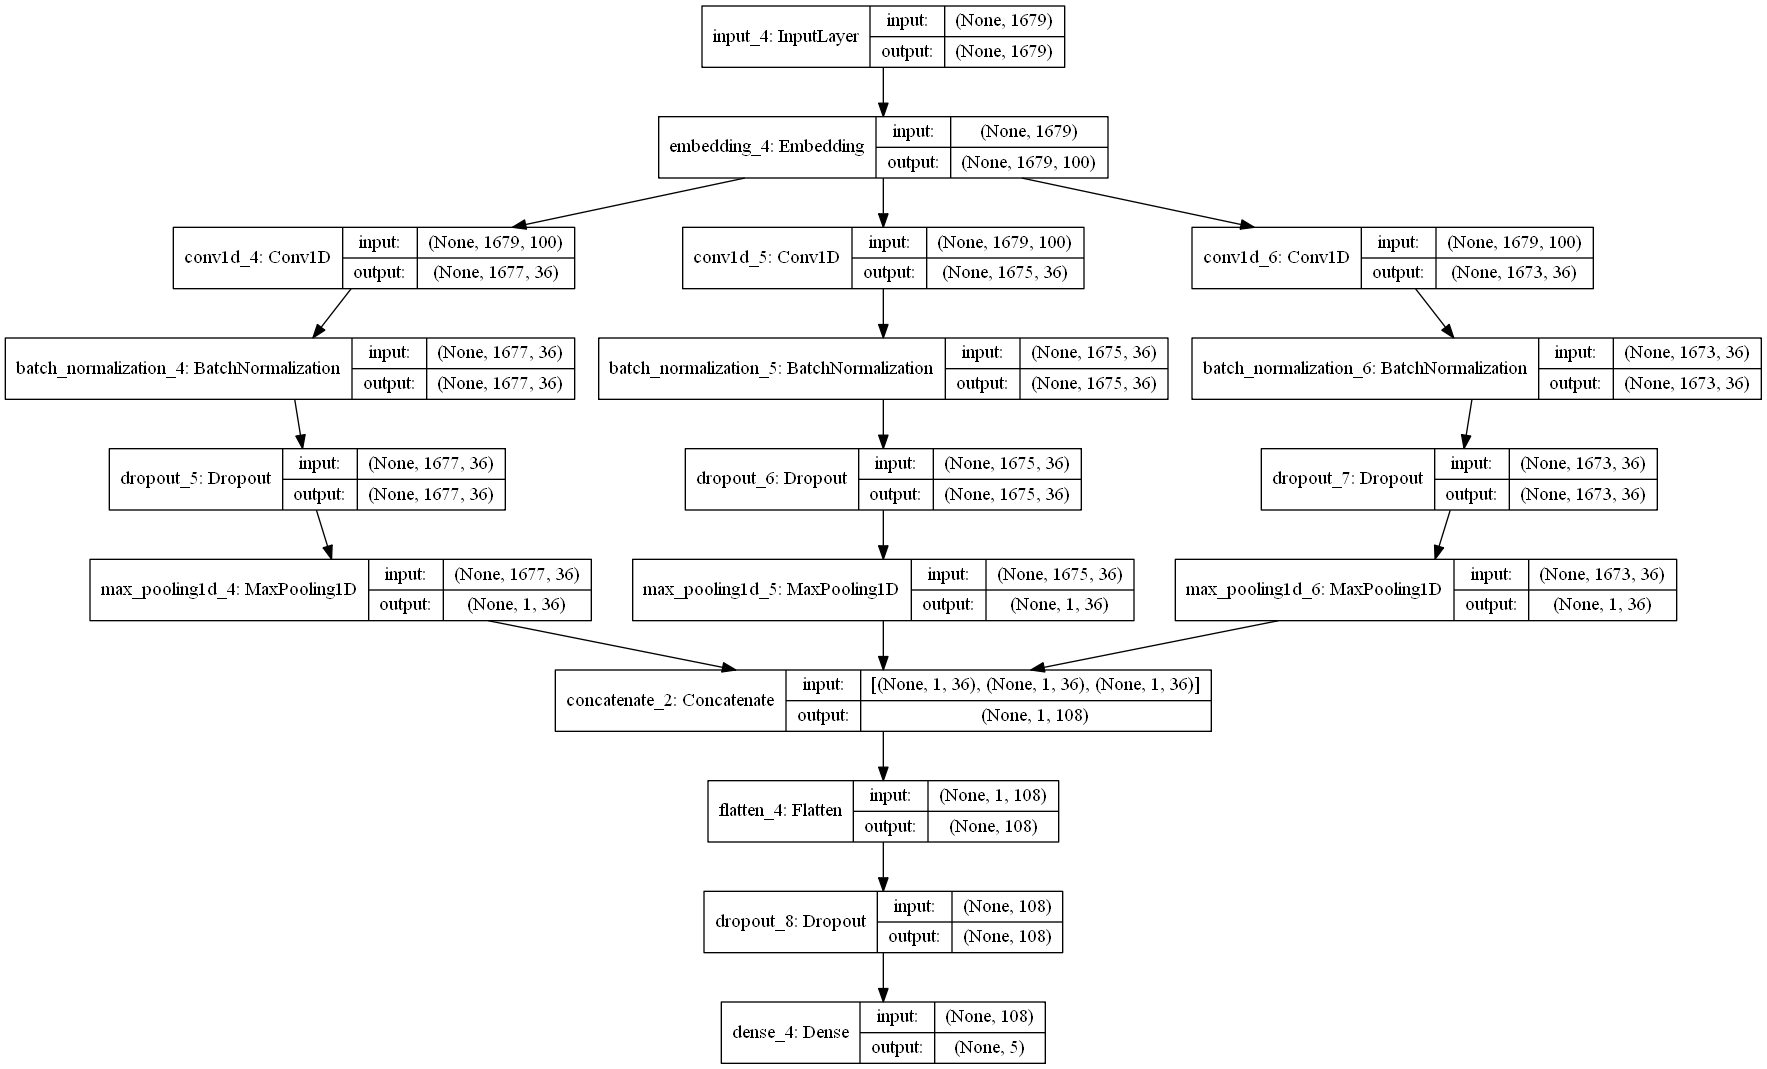 input_4: InputLayer
input: (None, 1679)
output: (None, 1679)
embedding_4: Embedding
input: (None, 1679)
output: (None, 1679, 100)
conv1d_4: Conv1D
input: (None, 1679, 100)
output: (None, 1677, 36)
conv1d_5: Conv1D
input: (None, 1679, 100)
output: (None, 1675, 36)
conv1d_6: Conv1D
input: (None, 1679, 100)
output: (None, 1673, 36)
batch_normalization_4: BatchNormalization
input: (None, 1677, 36)
output: (None, 1677, 36)
batch_normalization_5: BatchNormalization
input: (None, 1675, 36)
output: (None, 1675, 36)
batch_normalization_6: BatchNormalization
input: (None, 1673, 36)
output: (None, 1673, 36)
dropout_5: Dropout
input: (None, 1677, 36)
output: (None, 1677, 36)
dropout_6: Dropout
input: (None, 1675, 36)
output: (None, 1675, 36)
dropout_7: Dropout
input: (None, 1673, 36)
output: (None, 1673, 36)
max_pooling1d_4: MaxPooling1D
input: (None, 1677, 36)
output: (None, 1, 36)
max_pooling1d_5: MaxPooling1D
input: (None, 1675, 36)
output: (None, 1, 36)
max_pooling1d_6: MaxPooling1D
input: (None, 1673, 36)
output: (None, 1, 36)
concatenate_2: Concatenate
input: [(None, 1, 36), (None, 1, 36), (None, 1, 36)]
output: (None, 1, 108)
flatten_4: Flatten
input: (None, 1, 108)
output: (None, 108)
dropout_8: Dropout
input: (None, 108)
output: (None, 108)
dense_4: Dense
input: (None, 108)
output: (None, 5)